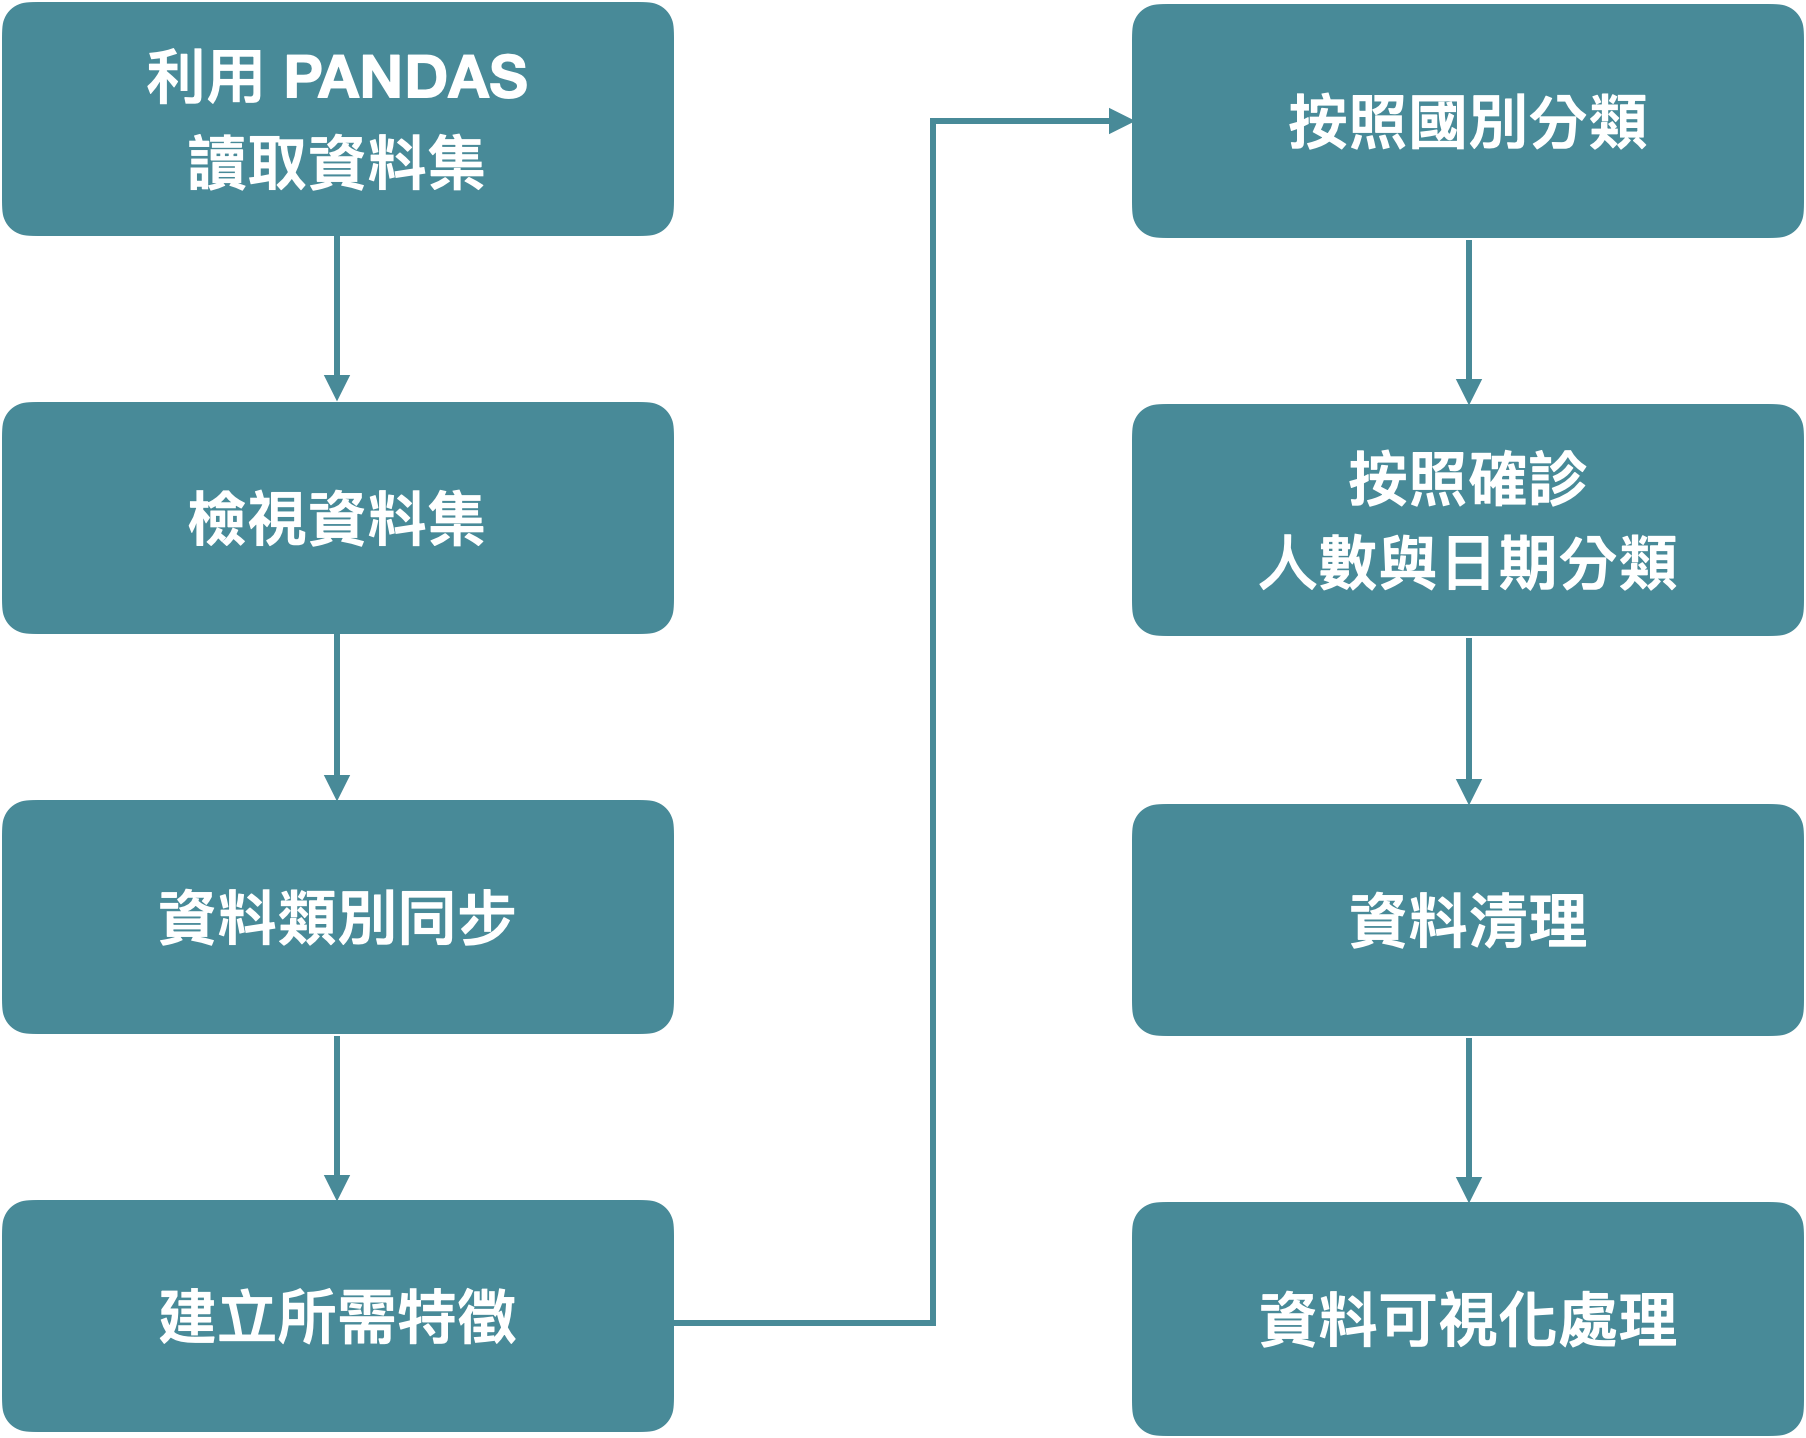 利用 PANDAS
讀取資料集
檢視資料集
資料類別同步
建立所需特徵
按照國別分類
按照確診
人數與日期分類
資料清理
資料可視化處理